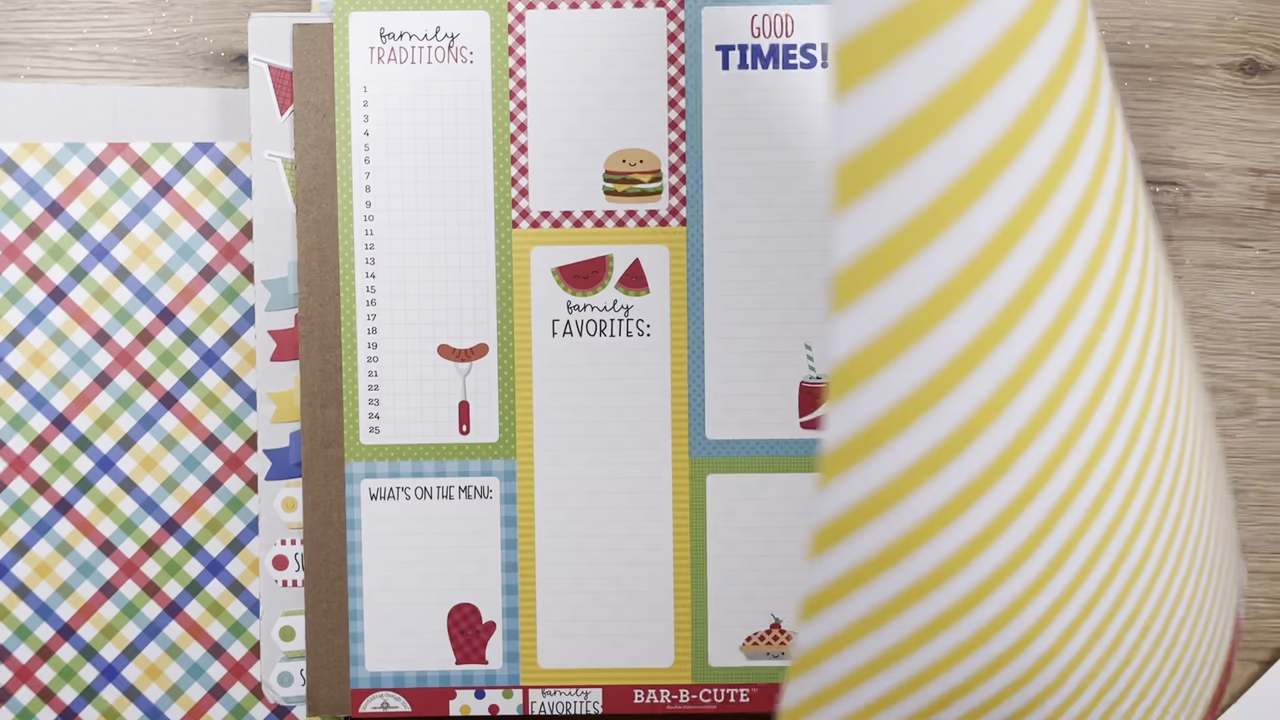 family
TRADITIONS:
1
2
3
4
5
6
7
8
9
10
11
12
13
14
15
16
17
18
19
20
21
22
23
24
25
WHAT'S ON THE MENU:
family
FAVORITES:
GOOD
TIMES!
family
FAVORITES
BAR-B-CUTE™